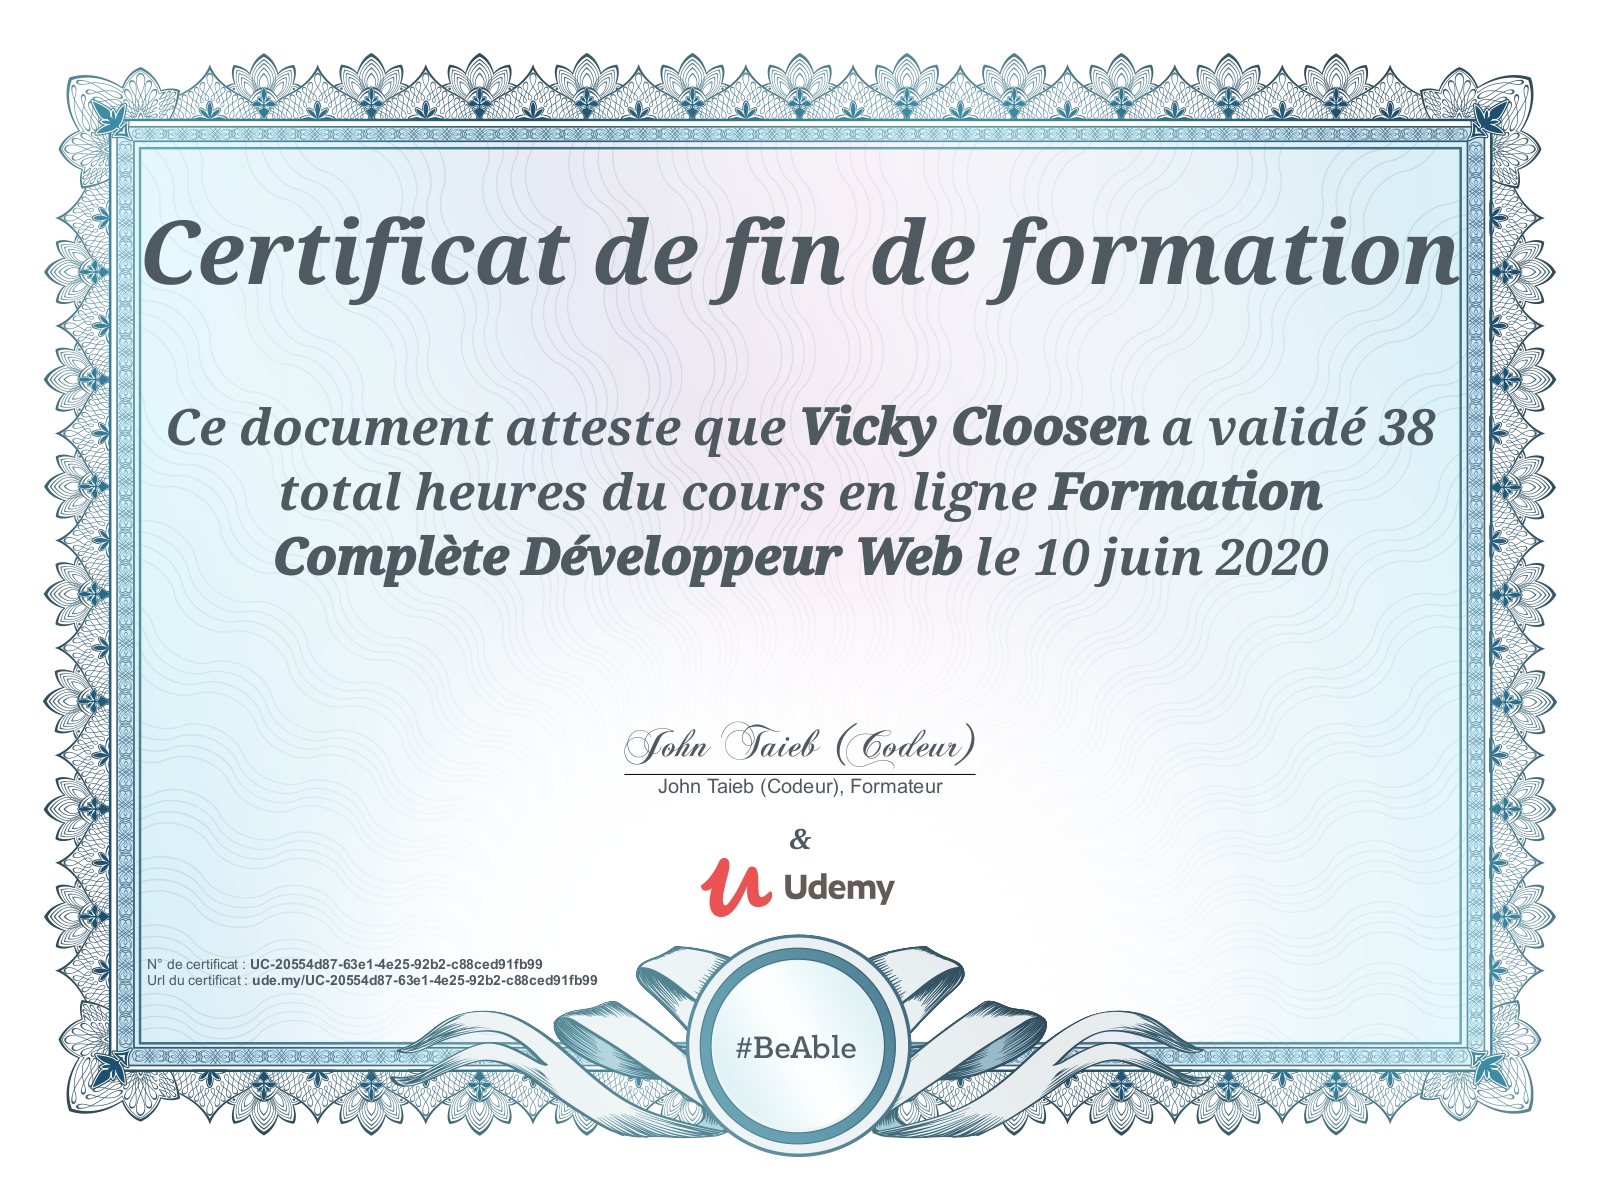 Certificat de fin de formation
Ce document atteste que Vicky Cloosen a validé 38
total heures du cours en ligne Formation
Complète Développeur Web le 10 juin 2020
John Taieb (Codeur)
John Taieb (Codeur), Formateur
&
Udemy
N° de certificat : UC-20554d87-63e1-4e25-92b2-c88ced91fb99
Url du certificat : ude.my/UC-20554d87-63e1-4e25-92b2-c88ced91fb99
#BeAble